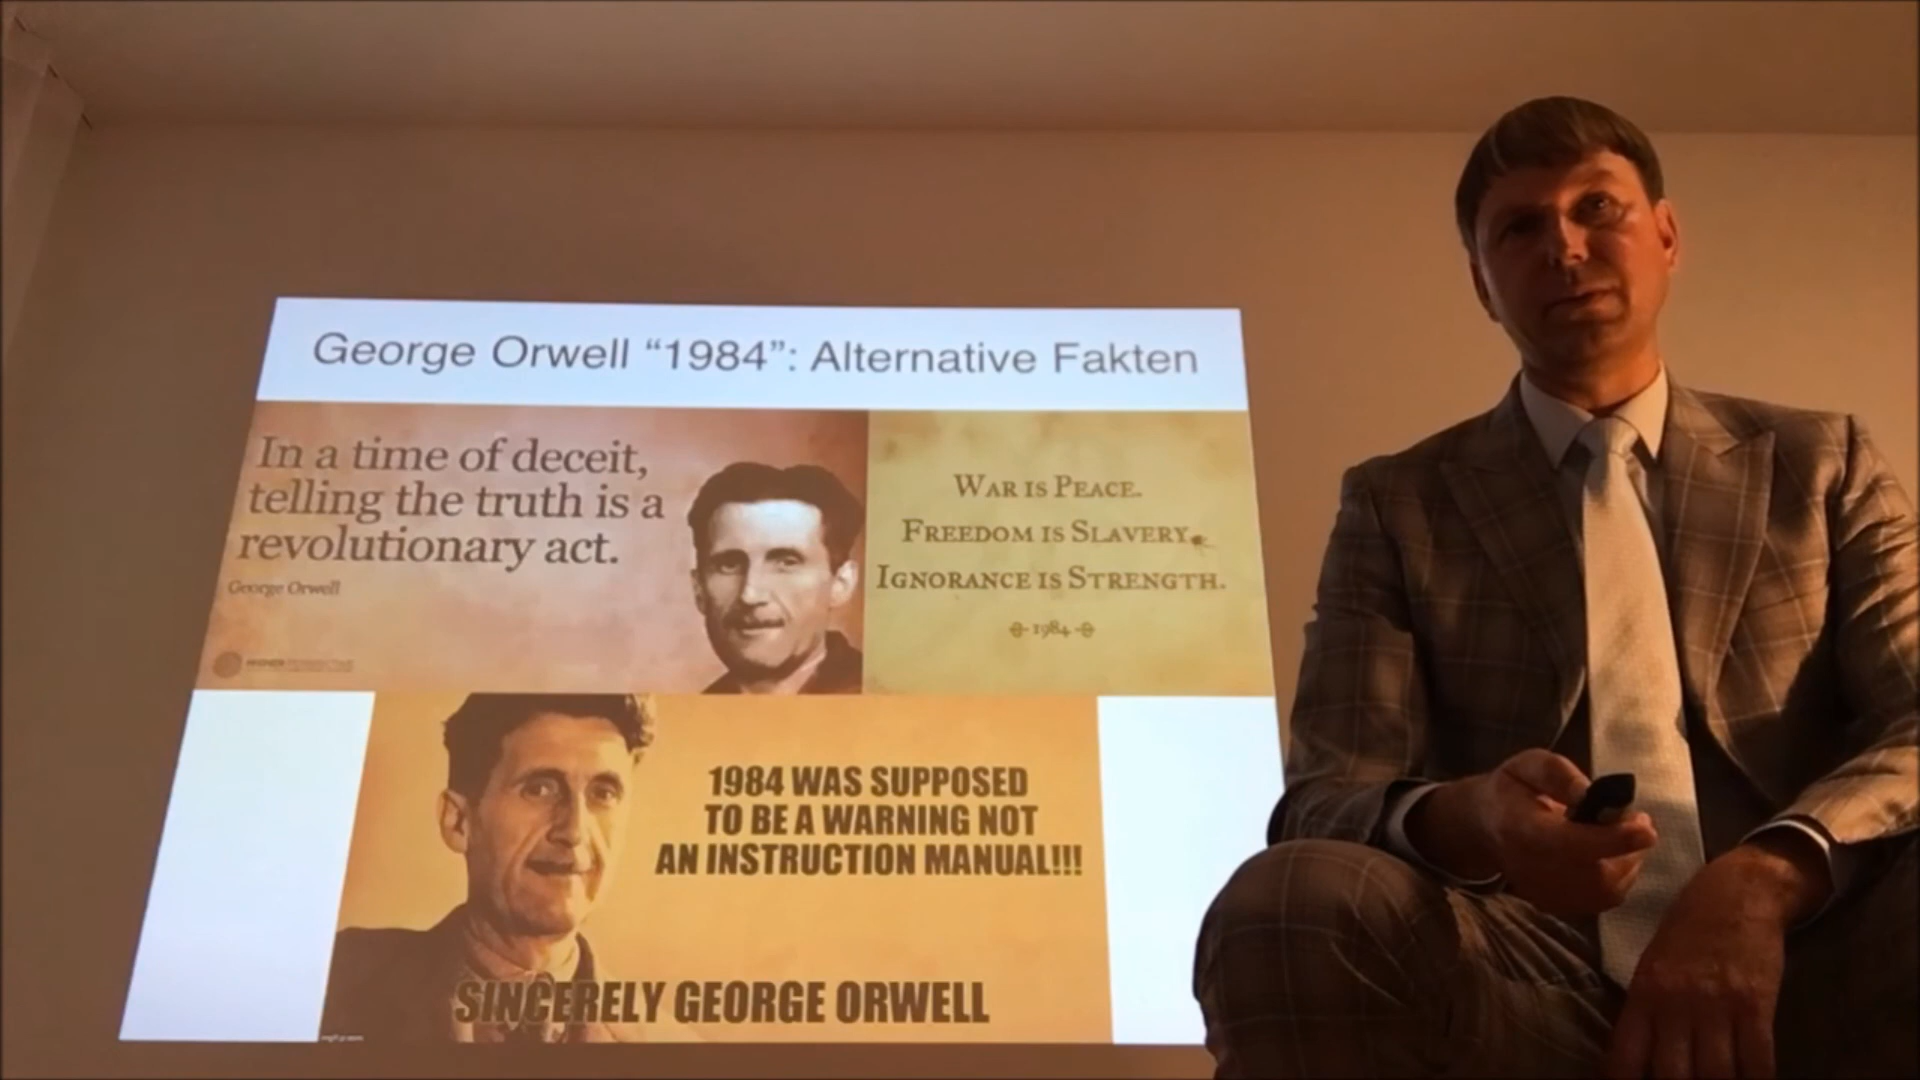 George Orwell “1984”: Alternative Fakten
In a time of deceit,
telling the truth is a
revolutionary act.
George Orwell
WAR IS PEACE.
FREEDOM IS SLAVERY.
IGNORANCE IS STRENGTH.
1984
1984 WAS SUPPOSED
TO BE A WARNING NOT
AN INSTRUCTION MANUAL!!!
SINCERELY GEORGE ORWELL